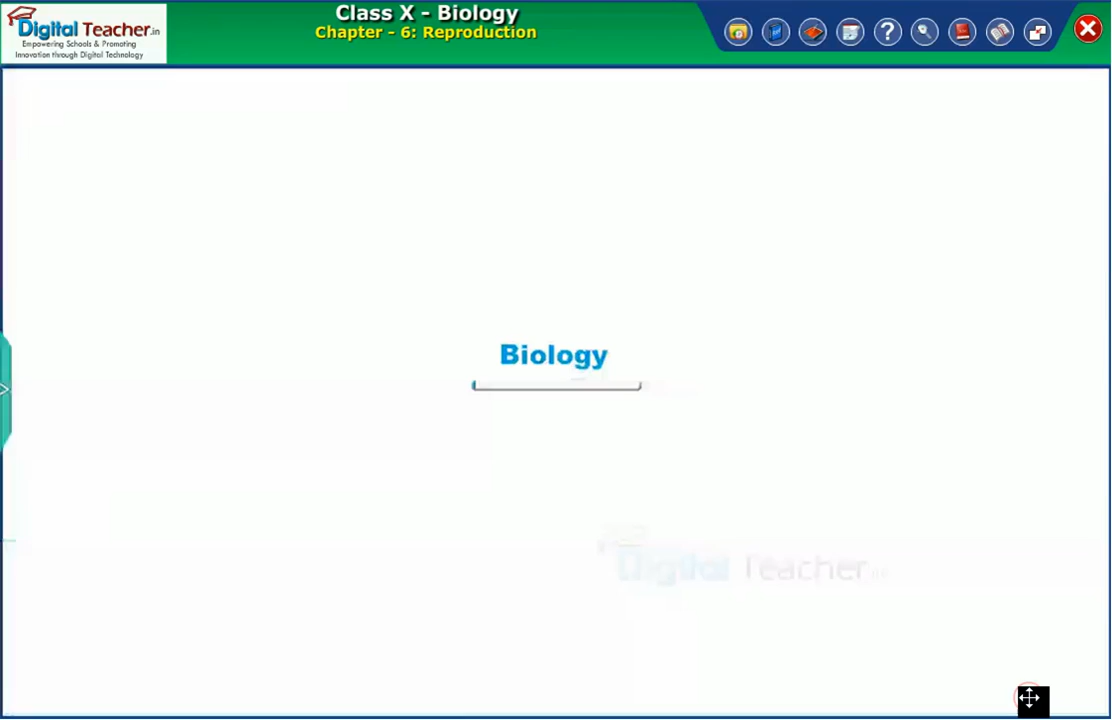 Digital Teacher.in
Empowering Schools & Promoting
Innovation through Digital Technology
Class X - Biology
Chapter - 6: Reproduction
?
Biology
Digital Teacher.in